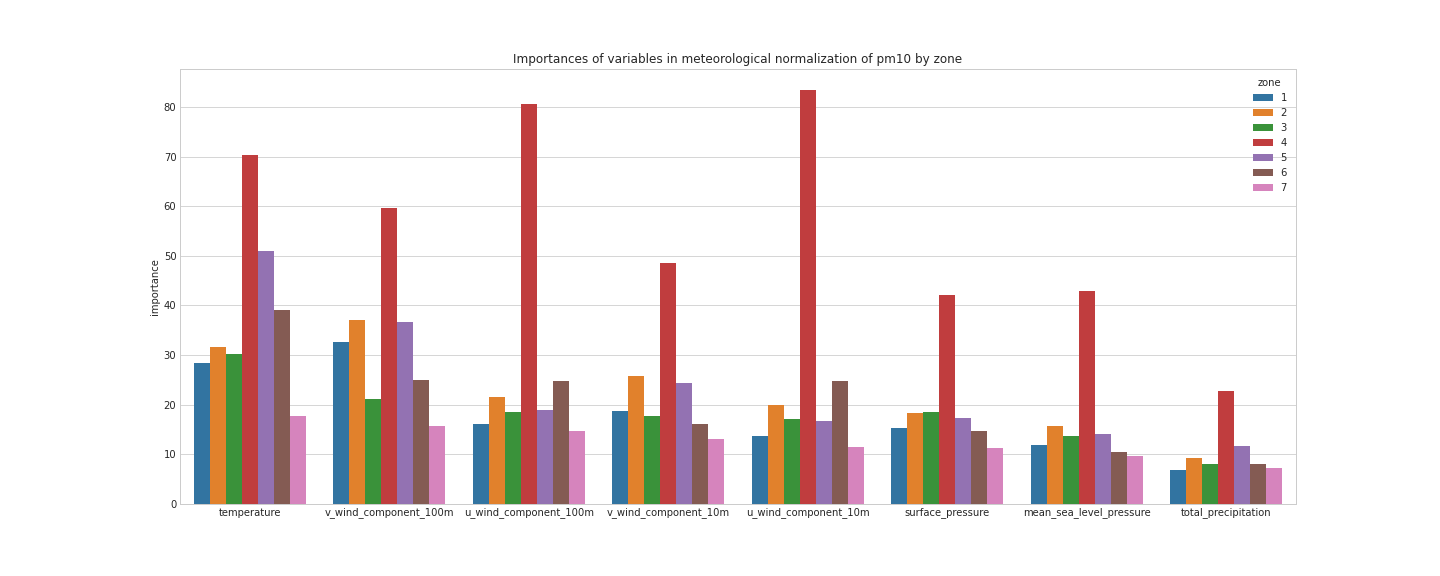 Importances of variables in meteorological normalization of pm10 by zone
importance
80
70
60
50
40
30
20
10
0
zone
1
2
3
4
5
6
7
temperature
v_wind_component_100m
u_wind_component_100m
v_wind_component_10m
u_wind_component_10m
surface_pressure
mean_sea_level_pressure
total_precipitation